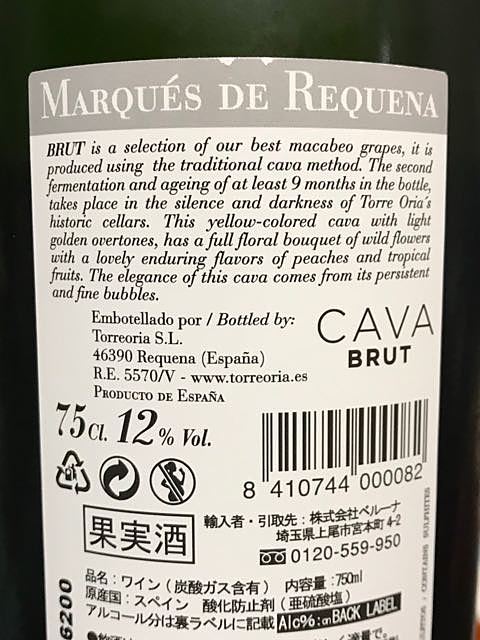 MARQUÉS DE REQUENA
BRUT is a selection of our best macabeo grapes, it is
produced using the traditional cava method. The second
fermentation and ageing of at least 9 months in the bottle,
takes place in the silence and darkness of Torre Oria's
historic cellars. This yellow-colored cava with light
golden overtones, has a full floral bouquet of wild flowers
with a lovely enduring flavors of peaches and tropical
fruits. The elegance of this cava comes from its persistent
and fine bubbles.
Embotellado por / Bottled by:
Torreoria S.L.
46390 Requena (España)
R.E. 5570/V - www.torreoria.es
PRODUCTO DE ESPAÑA
CAVA
BRUT
75Cl. 12% Vol.
8 410744 000082
果実酒
輸入者・引取先：株式会社ベルーナ
埼玉県上尾市宮本町4-2
0120-559-950
品名：ワイン（炭酸ガス含有） 内容量：750ml
原産国：スペイン 酸化防止剤（亜硫酸塩）
アルコール分は裏ラベルに記載 Alc%: on BACK LABEL
6200
CONTAINS SULPHITES